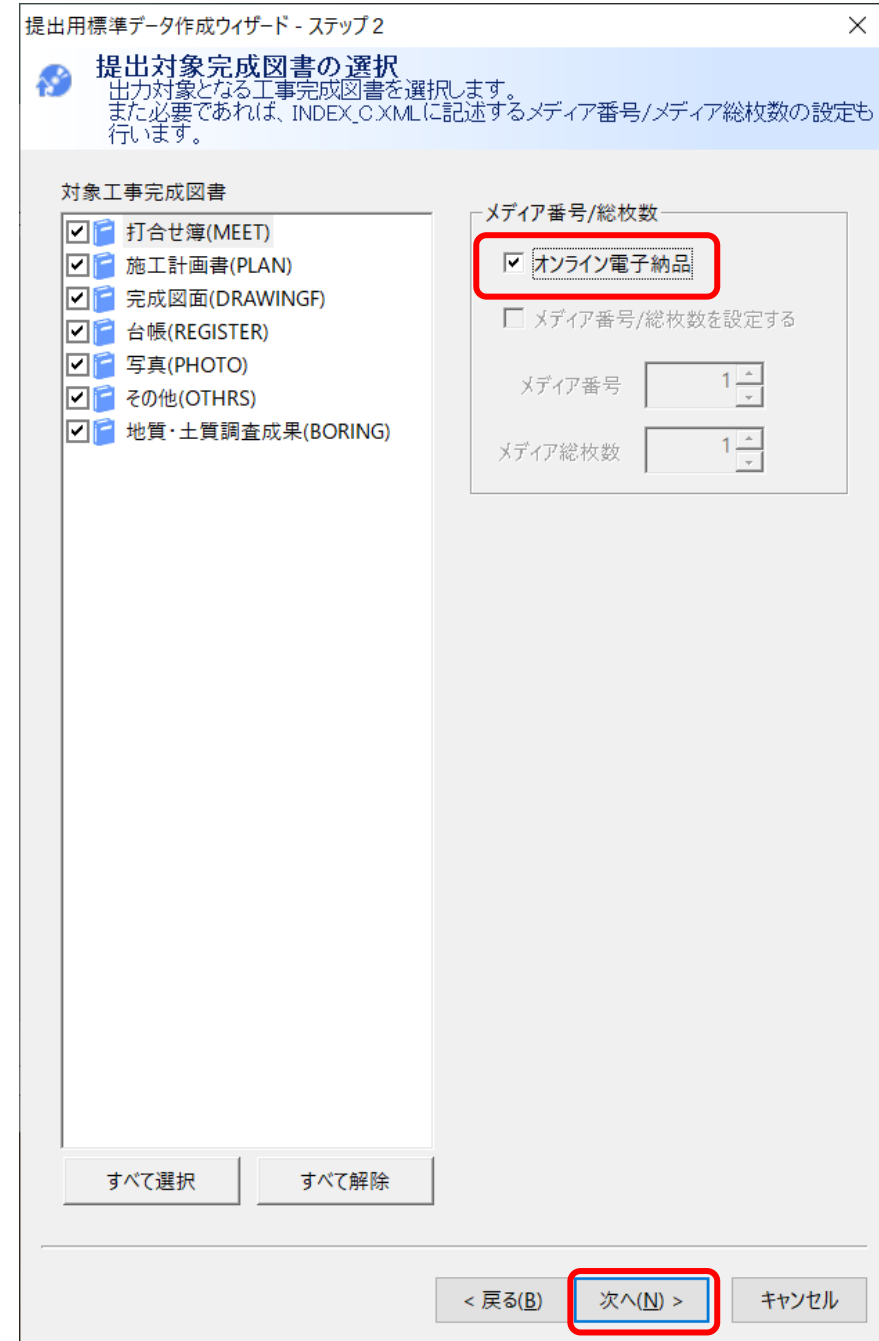 提出用標準データ作成ウィザード - ステップ2
提出対象完成図書の選択
出力対象となる工事完成図書を選択します。
また必要であれば、INDEX_C.XMLに記述するメディア番号/メディア総枚数の設定も
行います。
対象工事完成図書
打合せ簿(MEET)
施工計画書(PLAN)
完成図面(DRAWINGF)
台帳(REGISTER)
写真(PHOTO)
その他(OTHRS)
地質・土質調査成果(BORING)
メディア番号/総枚数
オンライン電子納品
メディア番号/総枚数を設定する
メディア番号 1
メディア総枚数 1
すべて選択 すべて解除
< 戻る(B) 次へ(N) > キャンセル